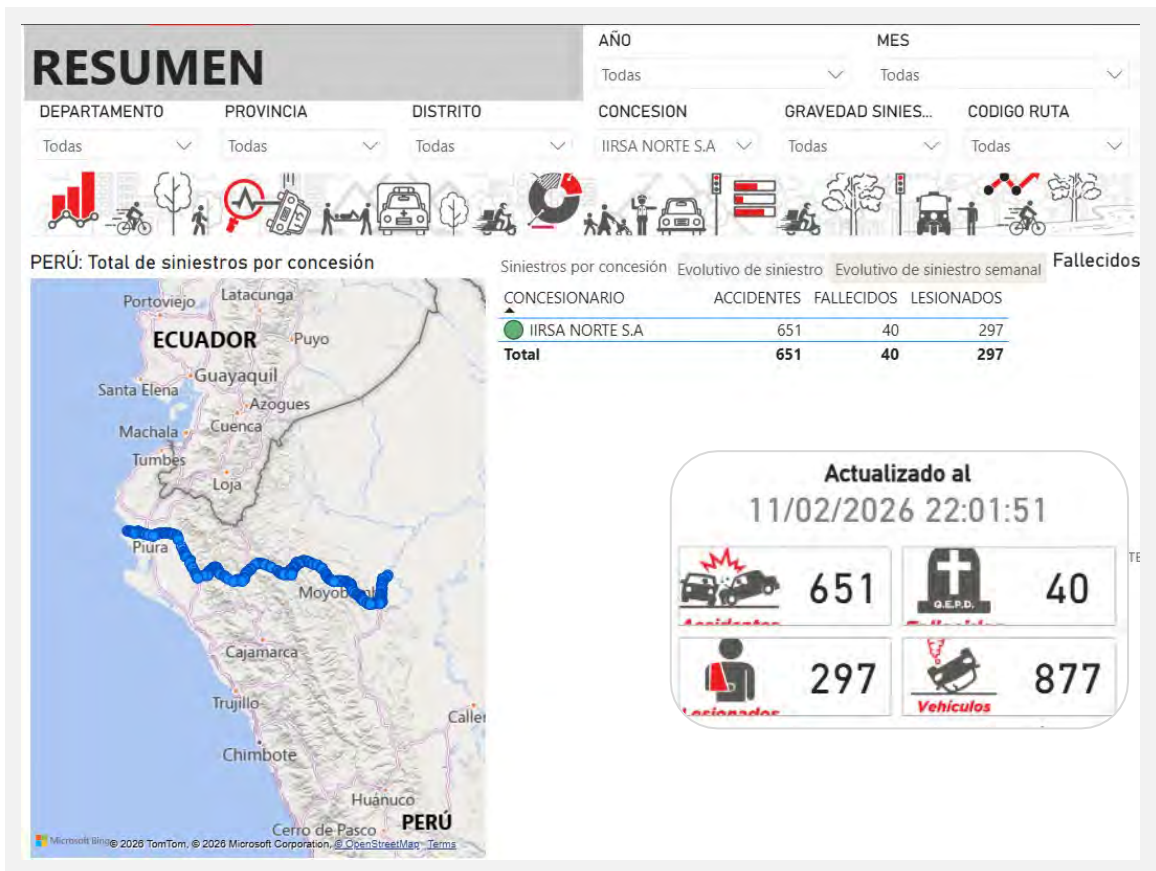 RESUMEN
AÑO
MES
Todas
Todas
DEPARTAMENTO
PROVINCIA
DISTRITO
CONCESION
GRAVEDAD SINIES...
CODIGO RUTA
Todas
Todas
Todas
IIRSA NORTE S.A
Todas
Todas
PERÚ: Total de siniestros por concesión
Portoviejo
Latacunga
ECUADOR
Puyo
Guayaquil
Santa Elena
Azogues
Machala
Cuenca
Tumbes
Loja
Piura
Cajamarca
Trujillo
Chimbote
Huánuco
PERÚ
Cerro de Pasco
Microsoft Bing
© 2026 TomTom, © 2026 Microsoft Corporation, © OpenStreetMap Terms
Siniestros por concesión
Evolutivo de siniestro
Evolutivo de siniestro semanal
Fallecidos
CONCESIONARIO ACCIDENTES FALLECIDOS LESIONADOS
IIRSA NORTE S.A 651 40 297
Total 651 40 297
Actualizado al
11/02/2026 22:01:51
651
Q.E.P.D.
40
297
Vehículos
877